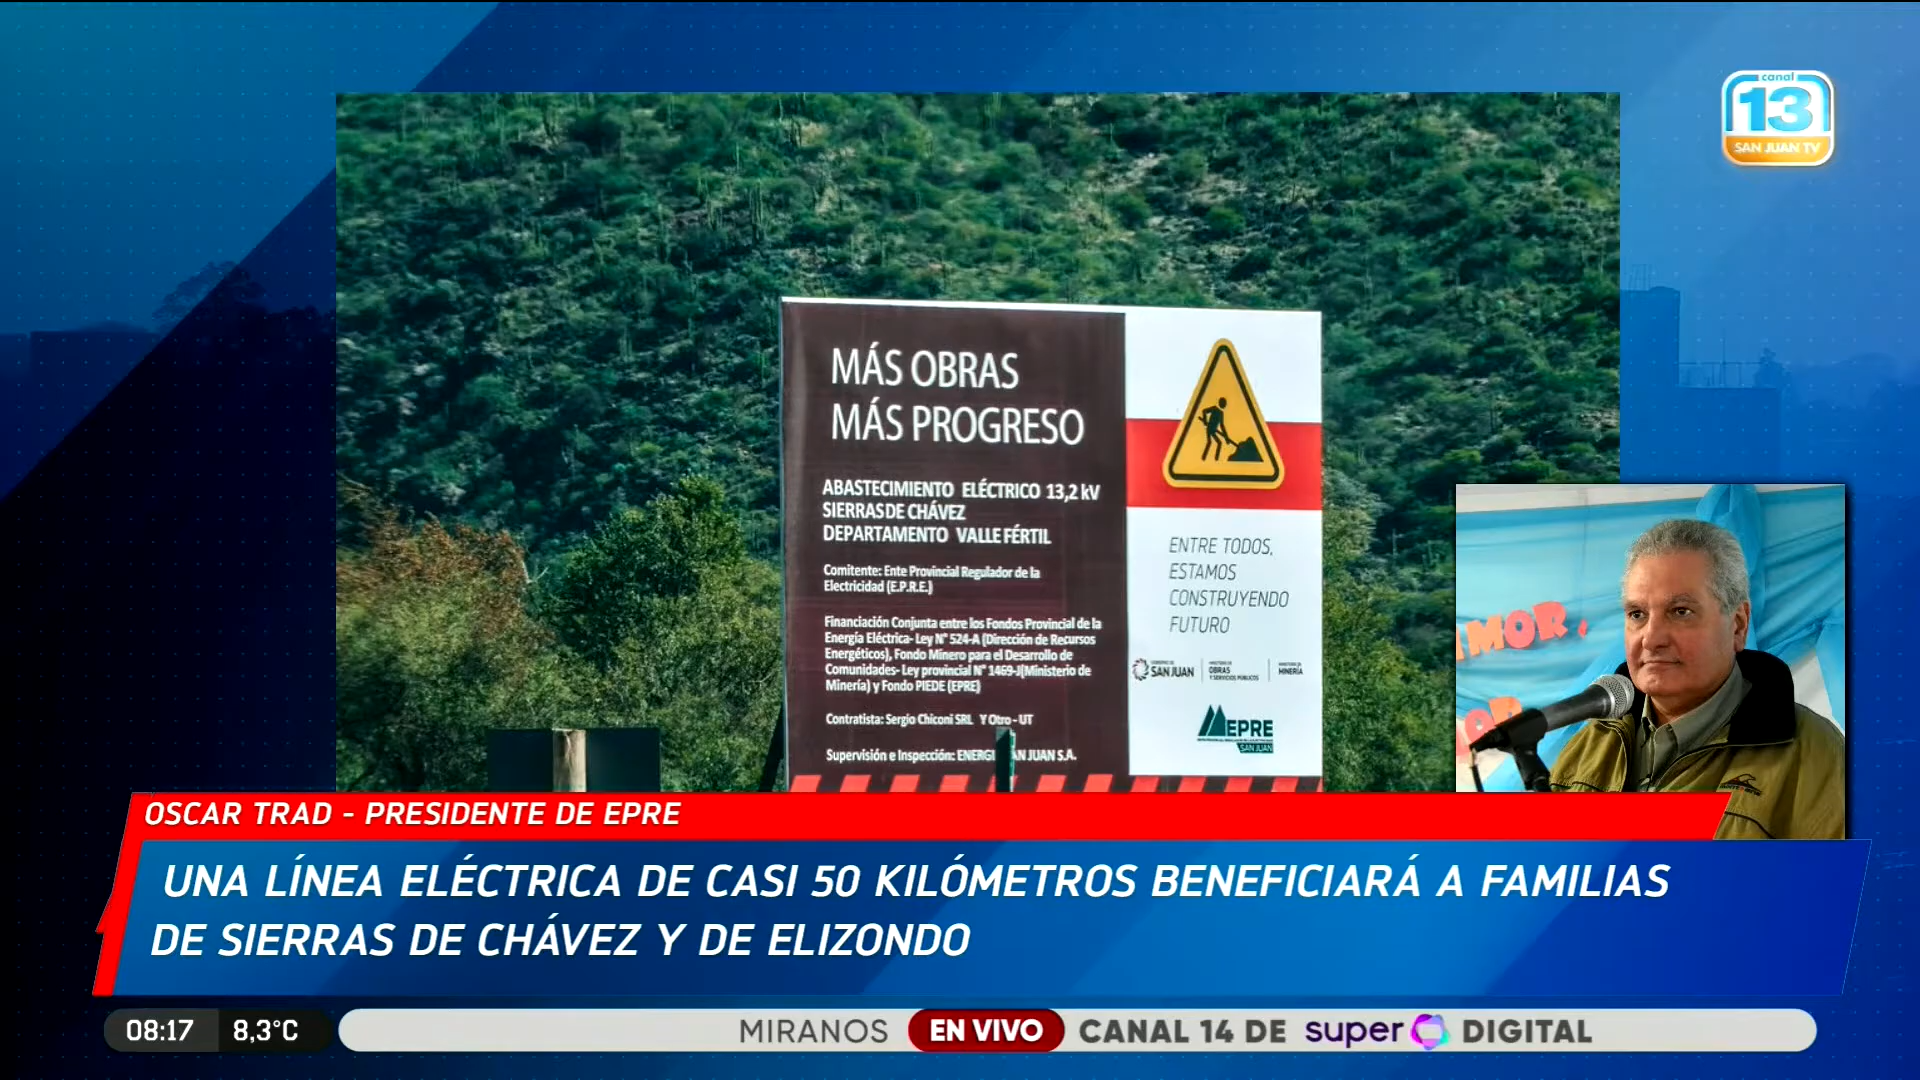 canal
13
SAN JUAN TV
MÁS OBRAS
MÁS PROGRESO
ABASTECIMIENTO ELÉCTRICO 13,2 kV
SIERRAS DE CHÁVEZ
DEPARTAMENTO VALLE FÉRTIL
Comitente: Ente Provincial Regulador de la
Electricidad (E.P.R.E.)
Financiación Conjunta entre los Fondos Provincial de la
Energía Eléctrica- Ley N° 524-A (Dirección de Recursos
Energéticos), Fondo Minero para el Desarrollo de
Comunidades- Ley provincial N° 1469-J(Ministerio de
Minería) y Fondo PIEDE (EPRE)
Contratista: Sergio Chiconi SRL Y Otro - UT
Supervisión e Inspección: JUAN S.A.
ENTRE TODOS,
ESTAMOS
CONSTRUYENDO
FUTURO
SAN JUAN
OBRAS
Y SERVICIOS PÚBLICOS
MINERÍA
EPRE
SAN JUAN
OSCAR TRAD - PRESIDENTE DE EPRE
UNA LÍNEA ELÉCTRICA DE CASI 50 KILÓMETROS BENEFICIARÁ A FAMILIAS
DE SIERRAS DE CHÁVEZ Y DE ELIZONDO
08:17 8,3°C MIRANOS EN VIVO CANAL 14 DE super DIGITAL